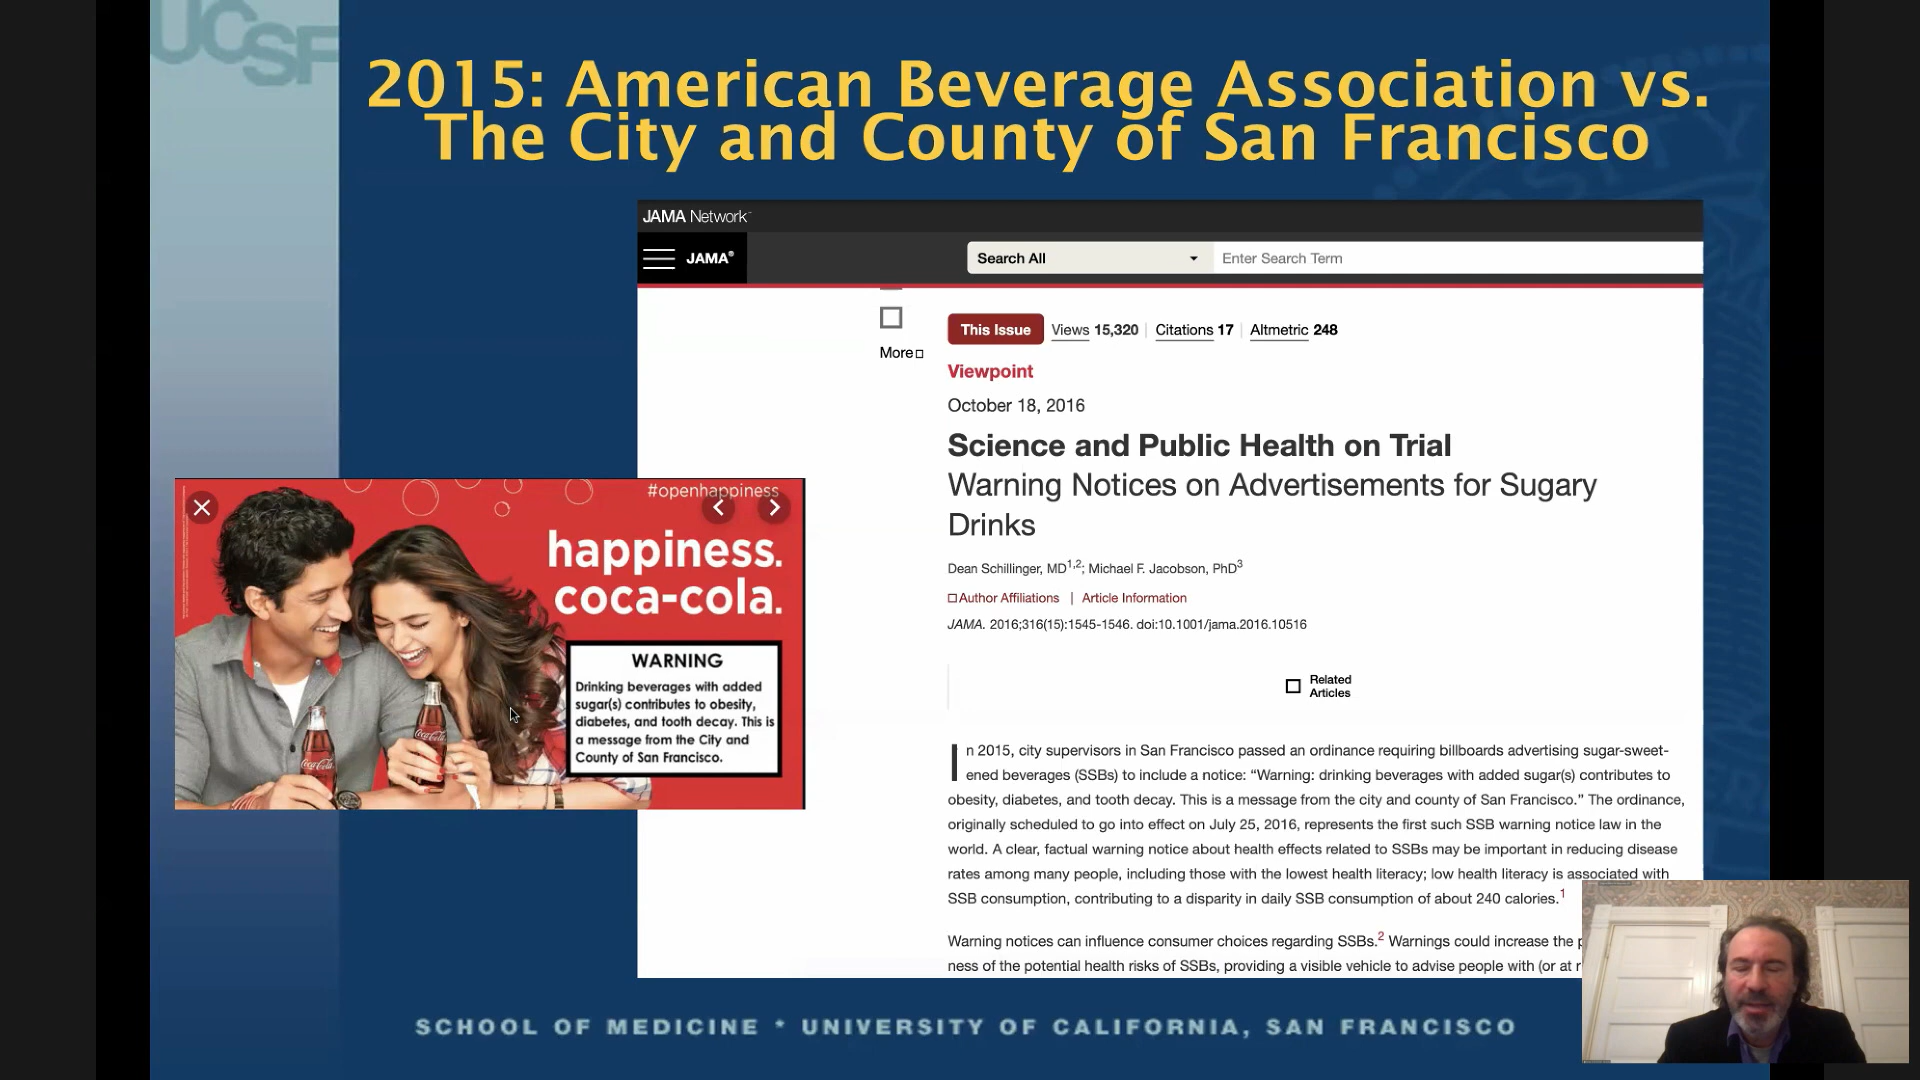 UCSF
2015: American Beverage Association vs.
The City and County of San Francisco
JAMA Network
JAMA®
Search All
Enter Search Term
More
This Issue Views 15,320 Citations 17 Altmetric 248
Viewpoint
October 18, 2016
Science and Public Health on Trial
Warning Notices on Advertisements for Sugary
Drinks
Dean Schillinger, MD1,2; Michael F. Jacobson, PhD3
Author Affiliations | Article Information
JAMA. 2016;316(15):1545-1546. doi:10.1001/jama.2016.10516
Related
Articles
In 2015, city supervisors in San Francisco passed an ordinance requiring billboards advertising sugar-sweet-
ened beverages (SSBs) to include a notice: “Warning: drinking beverages with added sugar(s) contributes to
obesity, diabetes, and tooth decay. This is a message from the city and county of San Francisco.” The ordinance,
originally scheduled to go into effect on July 25, 2016, represents the first such SSB warning notice law in the
world. A clear, factual warning notice about health effects related to SSBs may be important in reducing disease
rates among many people, including those with the lowest health literacy; low health literacy is associated with
SSB consumption, contributing to a disparity in daily SSB consumption of about 240 calories.1
Warning notices can influence consumer choices regarding SSBs.2 Warnings could increase the
ness of the potential health risks of SSBs, providing a visible vehicle to advise people with (or at
#openhappiness
happiness.
coca-cola.
WARNING
Drinking beverages with added
sugar(s) contributes to obesity,
diabetes, and tooth decay. This is
a message from the City and
County of San Francisco.
Coca-Cola
Coca-Cola
SCHOOL OF MEDICINE * UNIVERSITY OF CALIFORNIA, SAN FRANCISCO